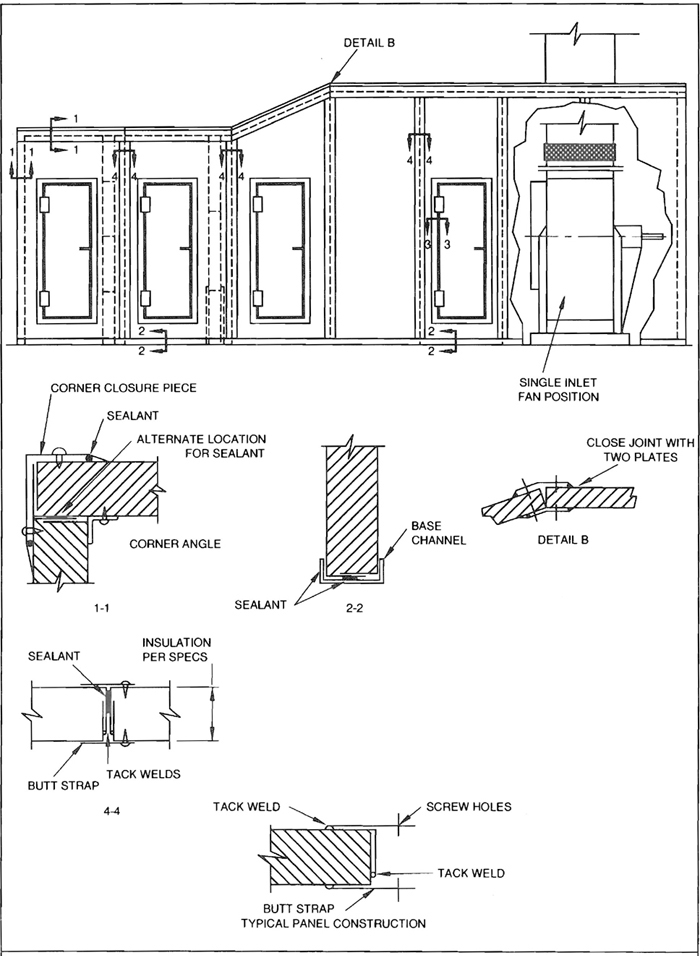 DETAIL B
1
1
1 1
4 4
4 4
4 4
3 3
2
2
2
2
SINGLE INLET
FAN POSITION
CORNER CLOSURE PIECE
SEALANT
ALTERNATE LOCATION
FOR SEALANT
CORNER ANGLE
1-1
BASE
CHANNEL
SEALANT
2-2
CLOSE JOINT WITH
TWO PLATES
DETAIL B
SEALANT
INSULATION
PER SPECS
TACK WELDS
BUTT STRAP
4-4
TACK WELD
SCREW HOLES
TACK WELD
BUTT STRAP
TYPICAL PANEL CONSTRUCTION